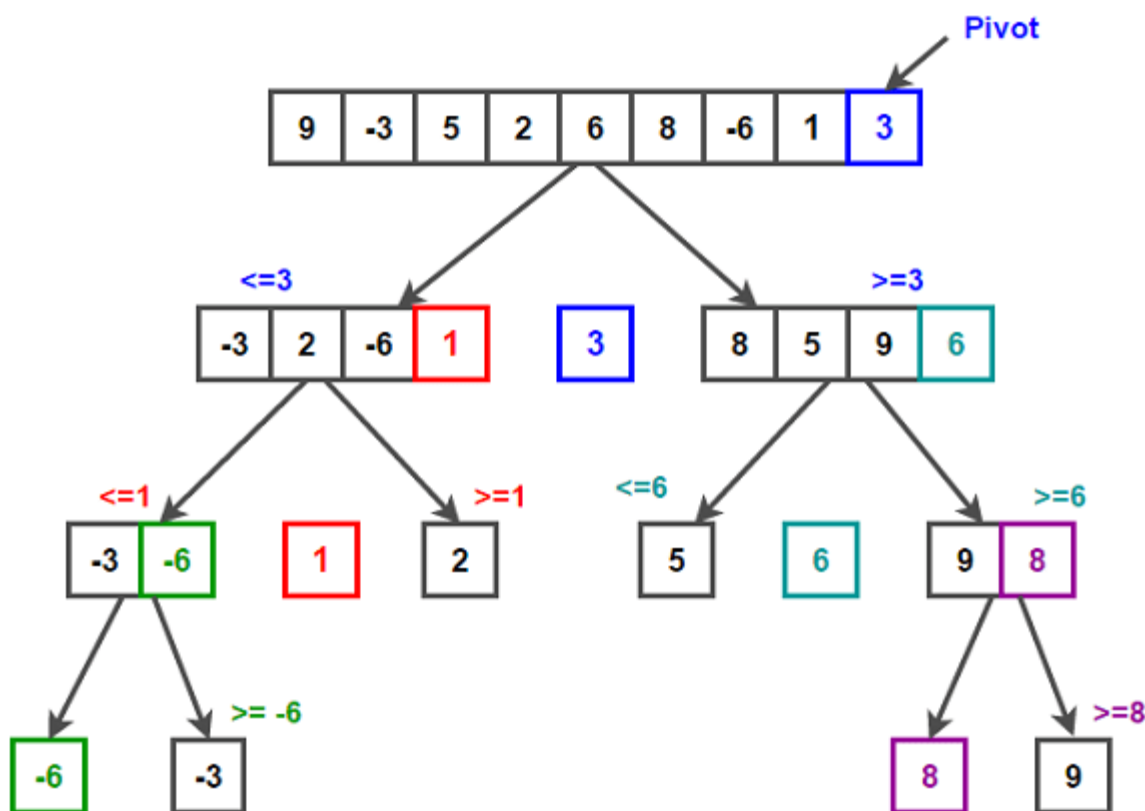 Pivot
9 -3 5 2 6 8 -6 1 3
<=3 >=3
-3 2 -6 1 3 8 5 9 6
<=1 >=1 <=6 >=6
-3 -6 1 2 5 6 9 8
>= -6 >=8
-6 -3 8 9